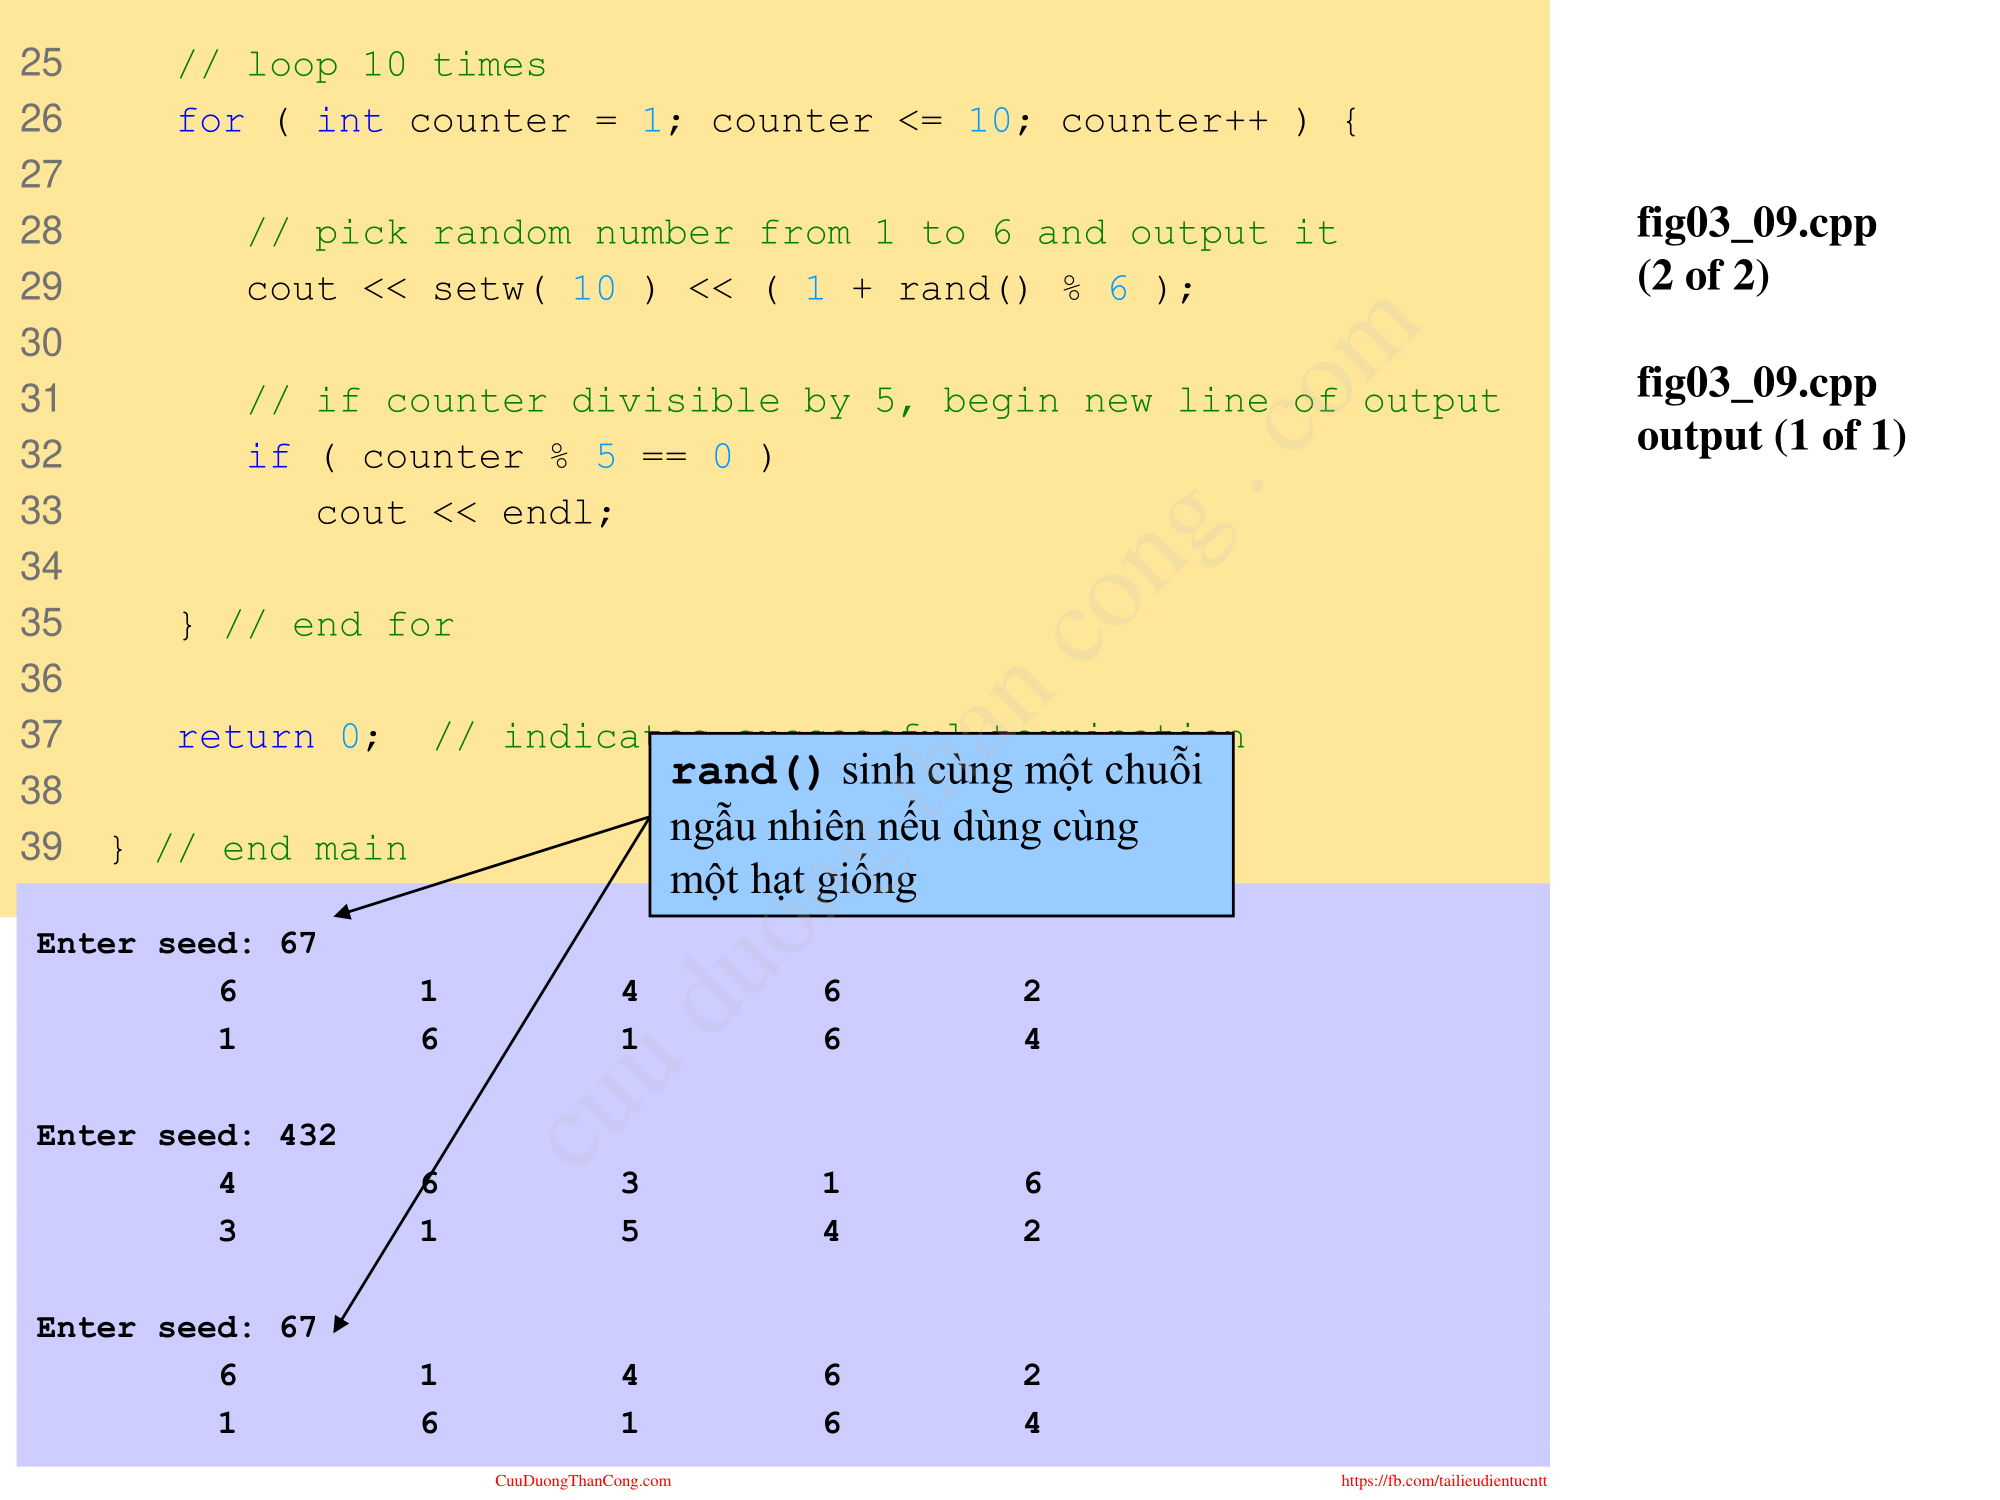 25 // loop 10 times
26 for ( int counter = 1; counter <= 10; counter++ ) {
27
28 // pick random number from 1 to 6 and output it
29 cout << setw( 10 ) << ( 1 + rand() % 6 );
30
31 // if counter divisible by 5, begin new line of output
32 if ( counter % 5 == 0 )
33 cout << endl;
34
35 } // end for
36
37 return 0; // indicates successful termination
38
39 } // end main
fig03_09.cpp
(2 of 2)
fig03_09.cpp
output (1 of 1)
rand() sinh cùng một chuỗi
ngẫu nhiên nếu dùng cùng
một hạt giống
Enter seed: 67
6 1 4 6 2
1 6 1 6 4
Enter seed: 432
4 6 3 1 6
3 1 5 4 2
Enter seed: 67
6 1 4 6 2
1 6 1 6 4
cuu duong than cong . com
CuuDuongThanCong.com
https://fb.com/tailieudientucntt